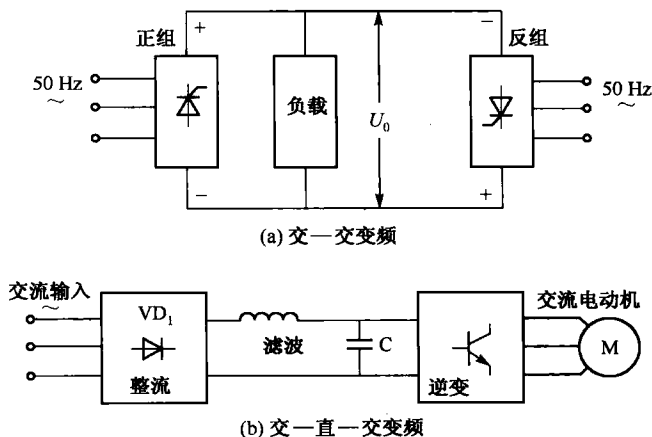 正组
反组
+
−
50 Hz
~
负载
U₀
50 Hz
~
−
+
(a) 交—交变频
交流输入
~
VD₁
整流
滤波
C
逆变
交流电动机
M
(b) 交—直—交变频